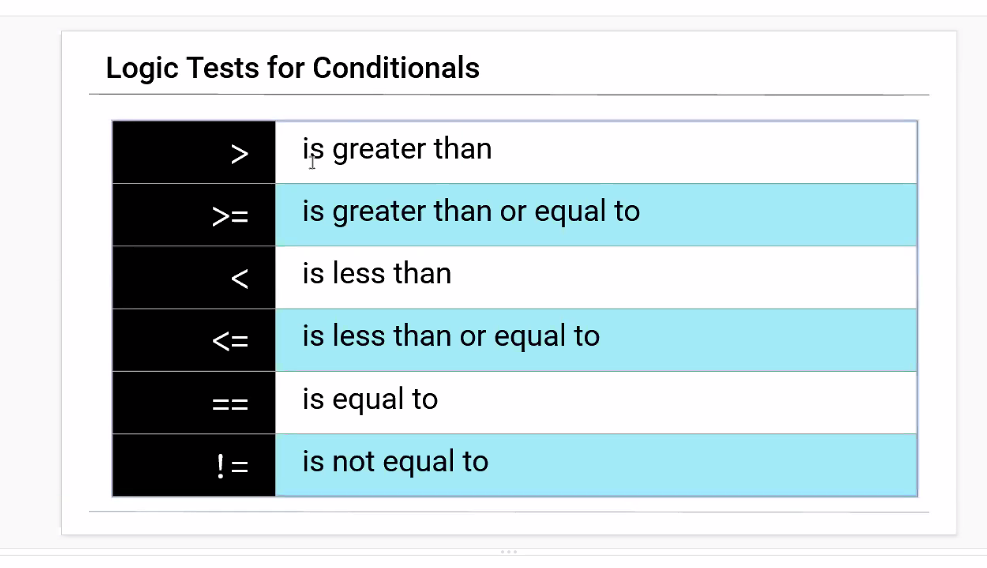 Logic Tests for Conditionals
> is greater than
>= is greater than or equal to
< is less than
<= is less than or equal to
== is equal to
!= is not equal to